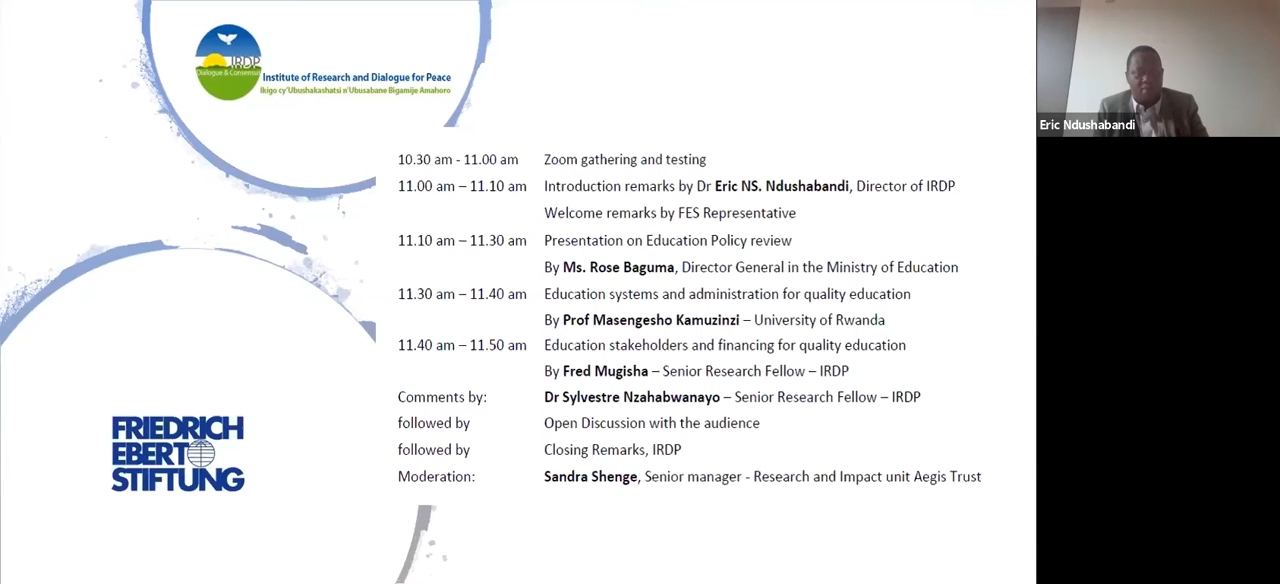 IRDP
Dialogue & Consensus
Institute of Research and Dialogue for Peace
Ikigo cy'Ubushakashatsi n'Ubusabane Bigamije Amahoro
Eric Ndushabandi
10.30 am - 11.00 am Zoom gathering and testing
11.00 am – 11.10 am Introduction remarks by Dr Eric NS. Ndushabandi, Director of IRDP
Welcome remarks by FES Representative
11.10 am – 11.30 am Presentation on Education Policy review
By Ms. Rose Baguma, Director General in the Ministry of Education
11.30 am – 11.40 am Education systems and administration for quality education
By Prof Masengesho Kamuzinzi – University of Rwanda
11.40 am – 11.50 am Education stakeholders and financing for quality education
By Fred Mugisha – Senior Research Fellow – IRDP
Comments by: Dr Sylvestre Nzahabwanayo – Senior Research Fellow – IRDP
followed by Open Discussion with the audience
followed by Closing Remarks, IRDP
Moderation: Sandra Shenge, Senior manager - Research and Impact unit Aegis Trust
FRIEDRICH
EBERT
STIFTUNG